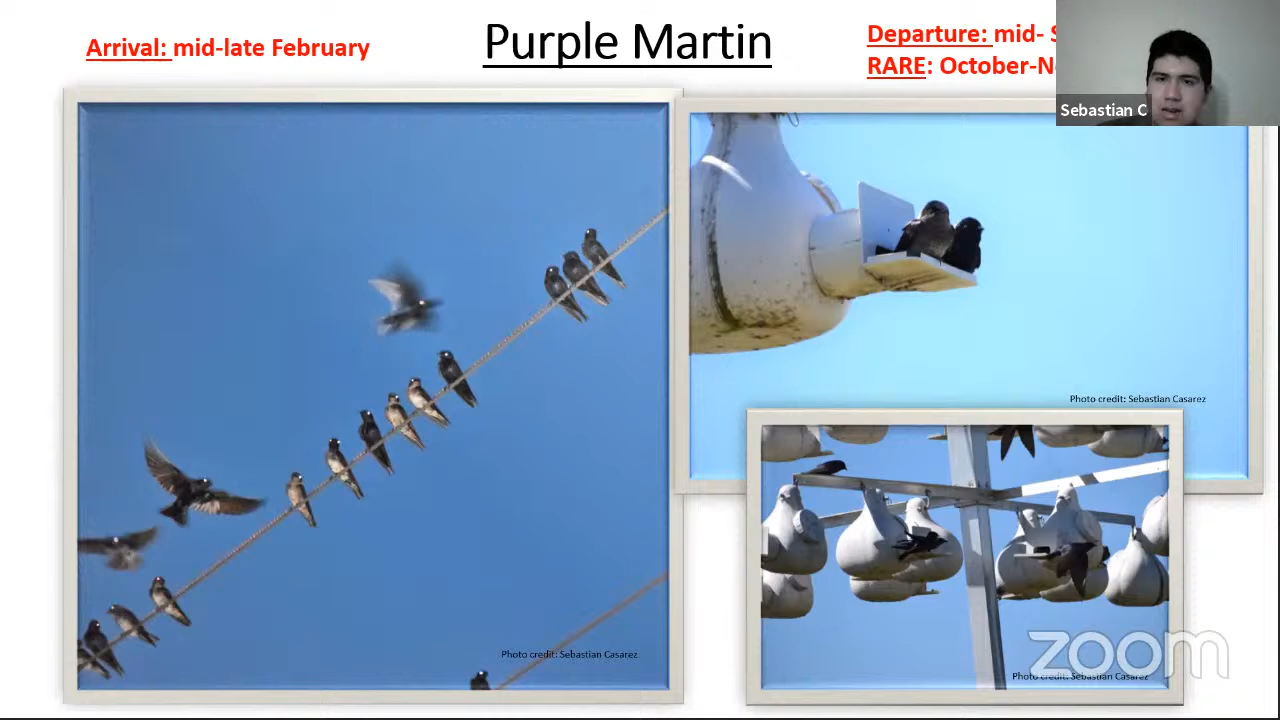 Arrival: mid-late February
Purple Martin
Departure: mid-
RARE: October-
Sebastian C
Photo credit: Sebastian Casarez
Photo credit: Sebastian Casarez
Photo credit: Sebastian Casarez
zoom